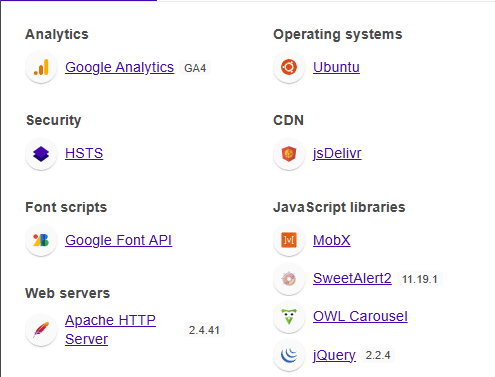 Analytics
Google Analytics GA4
Security
HSTS
Font scripts
Google Font API
Web servers
Apache HTTP
Server 2.4.41
Operating systems
Ubuntu
CDN
jsDelivr
JavaScript libraries
MobX
SweetAlert2 11.19.1
OWL Carousel
jQuery 2.2.4